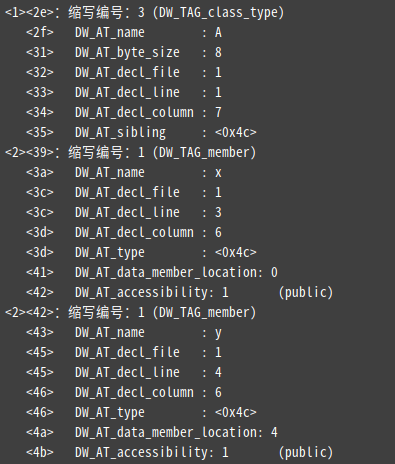 <1><2e>: 缩写编号: 3 (DW_TAG_class_type)
<2f> DW_AT_name : A
<31> DW_AT_byte_size : 8
<32> DW_AT_decl_file : 1
<33> DW_AT_decl_line : 1
<34> DW_AT_decl_column : 7
<35> DW_AT_sibling : <0x4c>
<2><39>: 缩写编号: 1 (DW_TAG_member)
<3a> DW_AT_name : x
<3c> DW_AT_decl_file : 1
<3c> DW_AT_decl_line : 3
<3d> DW_AT_decl_column : 6
<3d> DW_AT_type : <0x4c>
<41> DW_AT_data_member_location: 0
<42> DW_AT_accessibility: 1 (public)
<2><42>: 缩写编号: 1 (DW_TAG_member)
<43> DW_AT_name : y
<45> DW_AT_decl_file : 1
<45> DW_AT_decl_line : 4
<46> DW_AT_decl_column : 6
<46> DW_AT_type : <0x4c>
<4a> DW_AT_data_member_location: 4
<4b> DW_AT_accessibility: 1 (public)